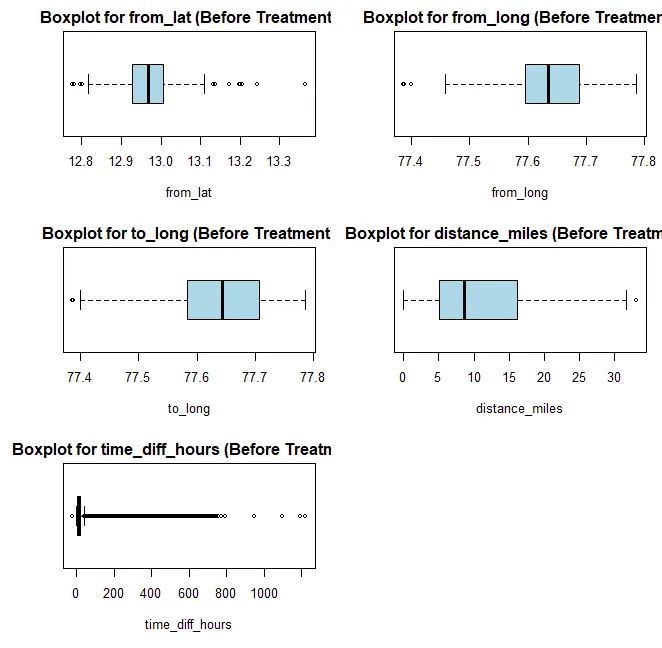 Boxplot for from_lat (Before Treatment
12.8 12.9 13.0 13.1 13.2 13.3
from_lat
Boxplot for from_long (Before Treatmer
77.4 77.5 77.6 77.7 77.8
from_long
Boxplot for to_long (Before Treatment
77.4 77.5 77.6 77.7 77.8
to_long
Boxplot for distance_miles (Before Treatm
0 5 10 15 20 25 30
distance_miles
Boxplot for time_diff_hours (Before Treatn
0 200 400 600 800 1000
time_diff_hours